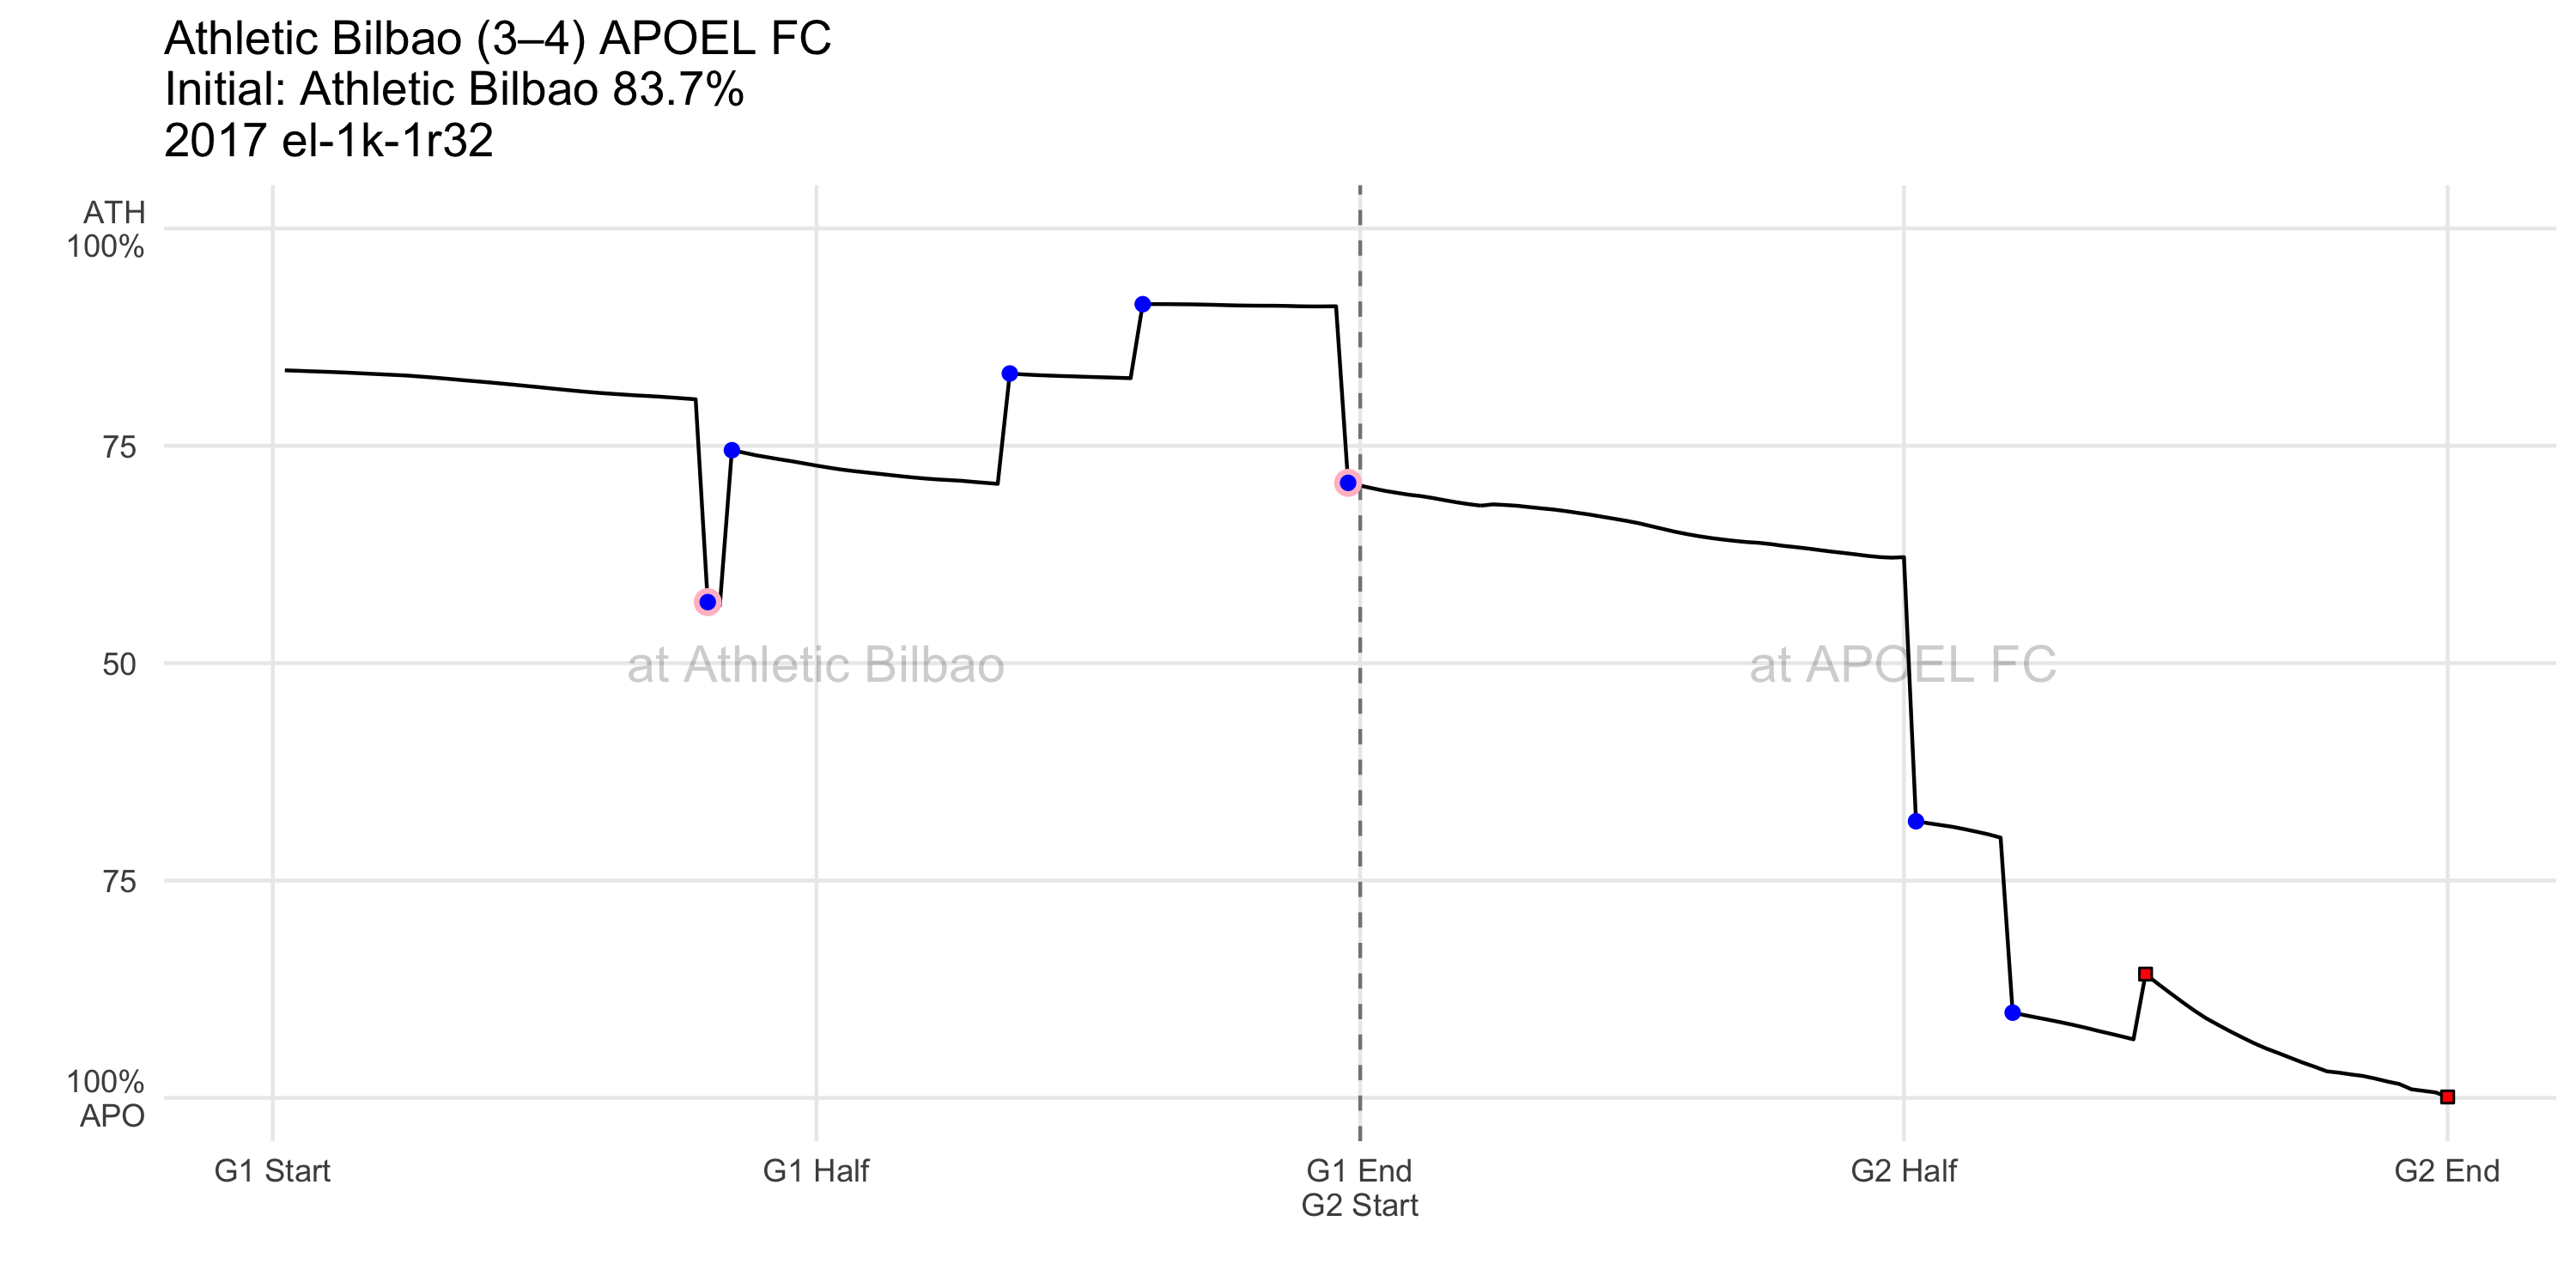 Athletic Bilbao (3–4) APOEL FC
Initial: Athletic Bilbao 83.7%
2017 el-1k-1r32
ATH
100%
75
50
75
100%
APO
at Athletic Bilbao
at APOEL FC
G1 Start
G1 Half
G1 End
G2 Start
G2 Half
G2 End